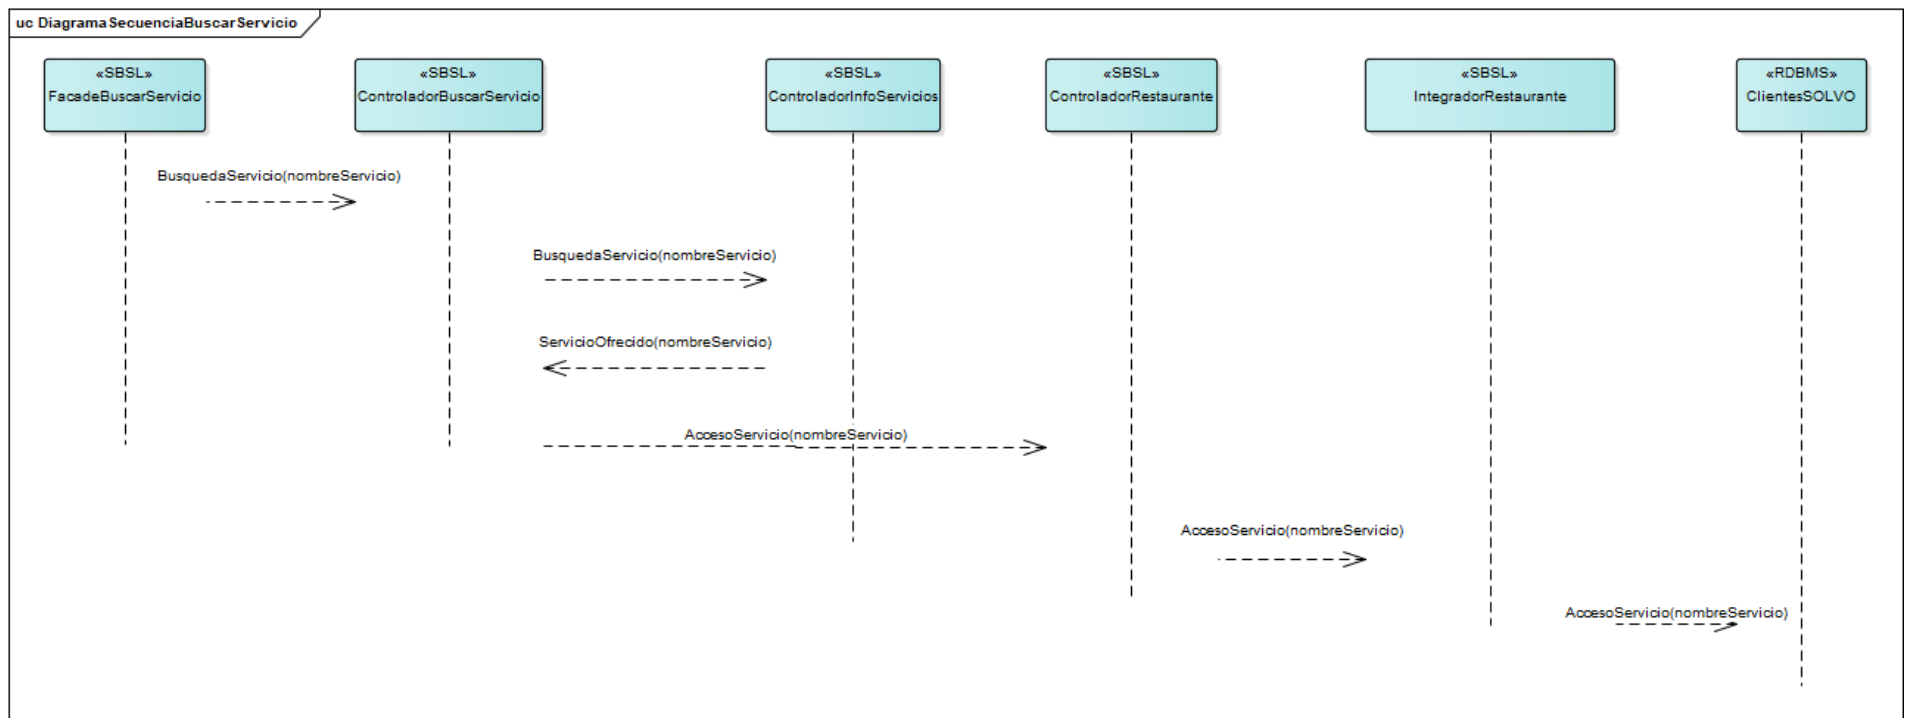 uc DiagramaSecuenciaBuscarServicio
«SBSL»
FacadeBuscarServicio
«SBSL»
ControladorBuscarServicio
«SBSL»
ControladorInfoServicios
«SBSL»
ControladorRestaurante
«SBSL»
IntegradorRestaurante
«RDBMS»
ClientesSOLVO
BusquedaServicio(nombreServicio)
BusquedaServicio(nombreServicio)
ServicioOfrecido(nombreServicio)
AccesoServicio(nombreServicio)
AccesoServicio(nombreServicio)
AccesoServicio(nombreServicio)